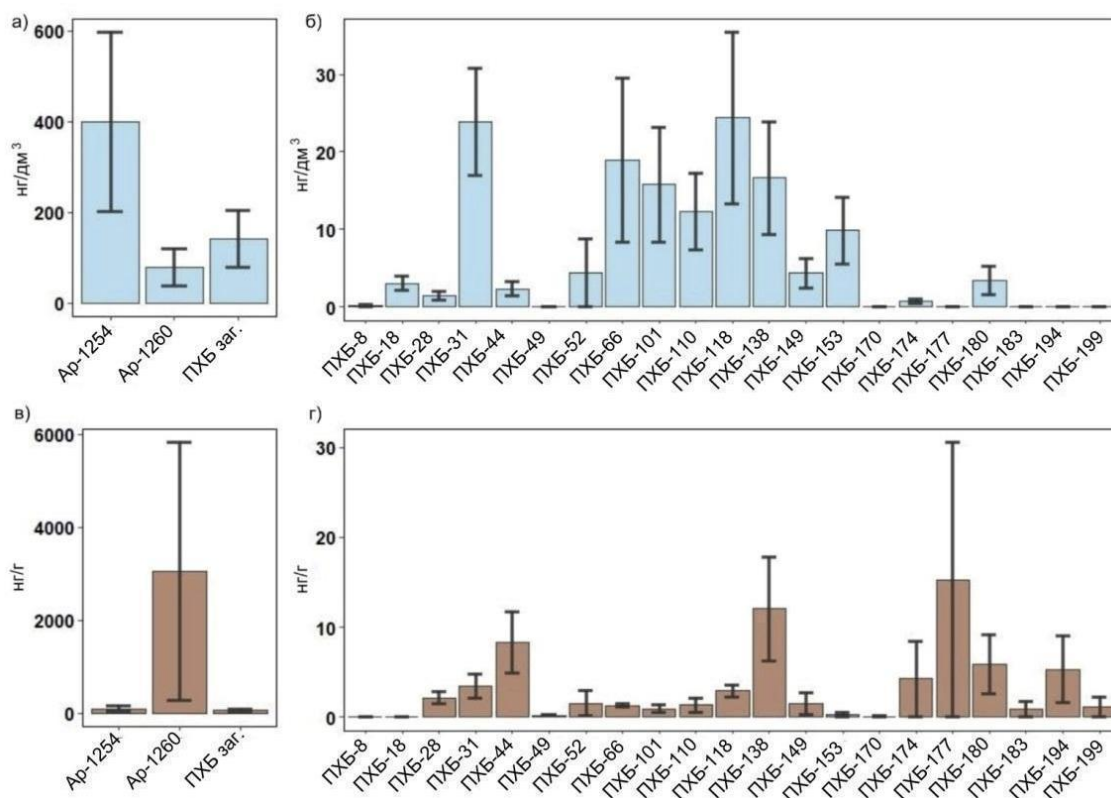 а)
600
400
200
0
нг/дм³
Ар-1254
Ар-1260
ПХБ заг.
б)
30
20
10
0
нг/дм³
ПХБ-8
ПХБ-18
ПХБ-28
ПХБ-31
ПХБ-44
ПХБ-49
ПХБ-52
ПХБ-66
ПХБ-101
ПХБ-110
ПХБ-118
ПХБ-138
ПХБ-149
ПХБ-153
ПХБ-170
ПХБ-174
ПХБ-177
ПХБ-180
ПХБ-183
ПХБ-194
ПХБ-199
в)
6000
4000
2000
0
нг/г
Ар-1254
Ар-1260
ПХБ заг.
г)
30
20
10
0
нг/г
ПХБ-8
ПХБ-18
ПХБ-28
ПХБ-31
ПХБ-44
ПХБ-49
ПХБ-52
ПХБ-66
ПХБ-101
ПХБ-110
ПХБ-118
ПХБ-138
ПХБ-149
ПХБ-153
ПХБ-170
ПХБ-174
ПХБ-177
ПХБ-180
ПХБ-183
ПХБ-194
ПХБ-199